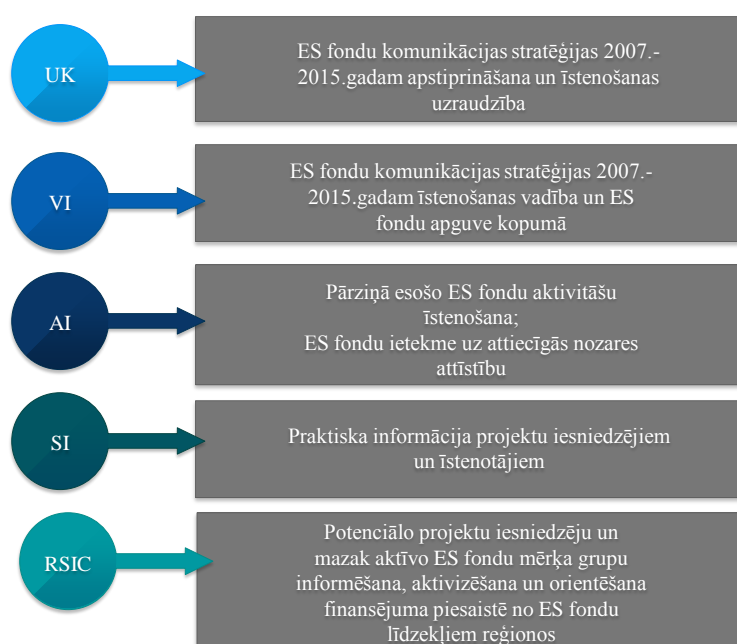 UK
ES fondu komunikācijas stratēģijas 2007.-
2015.gadam apstiprināšana un īstenošanas
uzraudzība
VI
ES fondu komunikācijas stratēģijas 2007.-
2015.gadam īstenošanas vadība un ES
fondu apguve kopumā
AI
Pārziņā esošo ES fondu aktivitāšu
īstenošana;
ES fondu ietekme uz attiecīgās nozares
attīstību
SI
Praktiska informācija projektu iesniedzējiem
un īstenotājiem
RSIC
Potenciālo projektu iesniedzēju un
mazak aktīvo ES fondu mērķa grupu
informēšana, aktivizēšana un orientēšana
finansējuma piesaistē no ES fondu
līdzekļiem reģionos